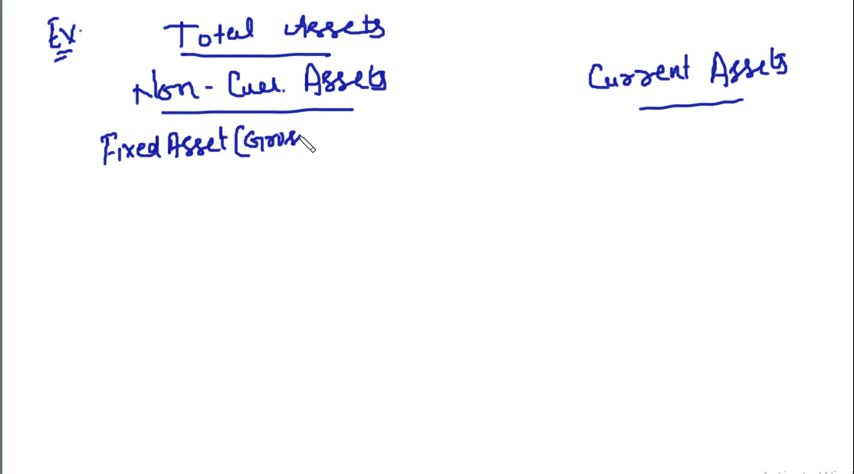 Ex. Total Assets
Non-Curr. Assets Current Assets
Fixed Asset (Gross